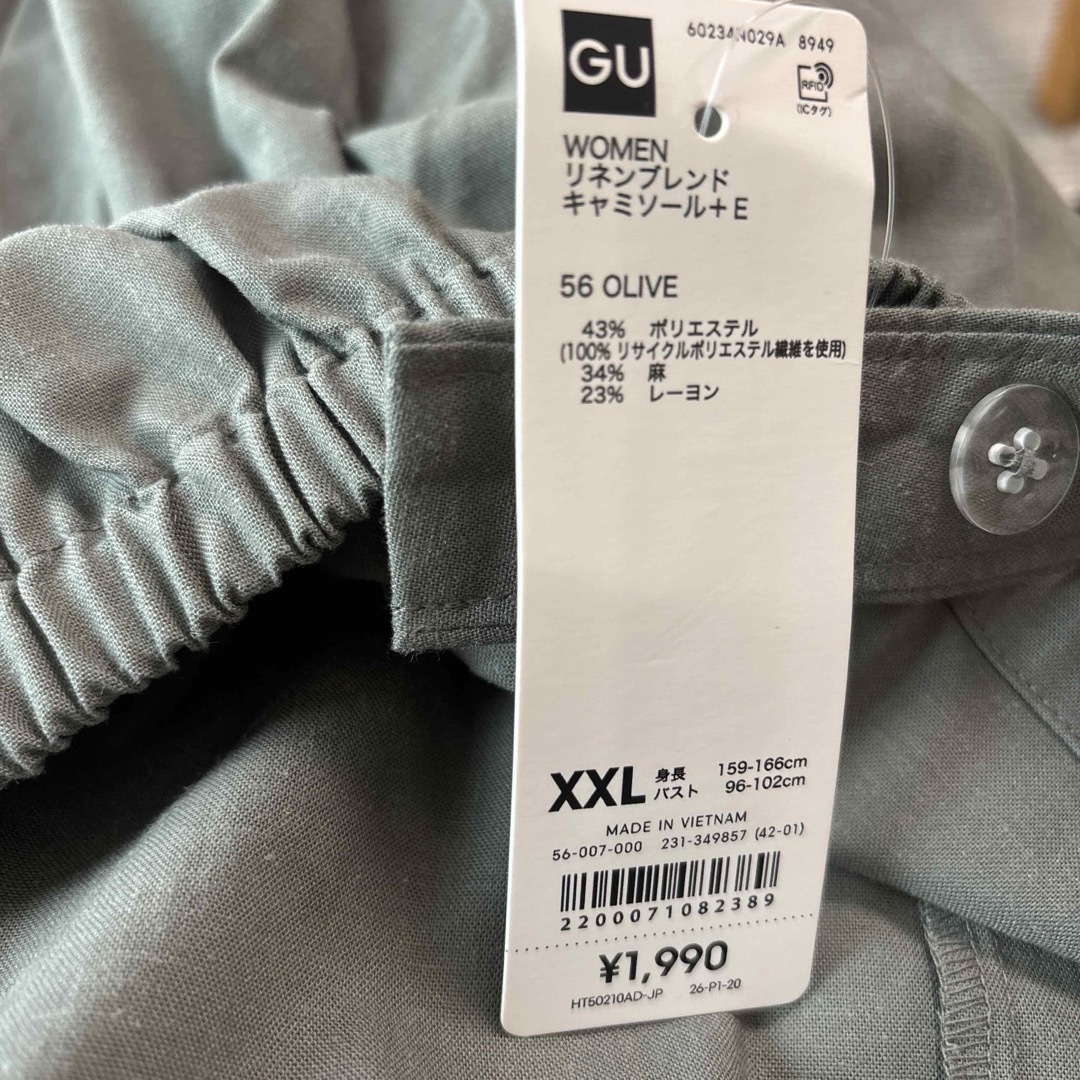 GU
60234N029A 8949
RFID
(ICタグ)
WOMEN
リネンブレンド
キャミソール+E
56 OLIVE
43% ポリエステル
(100% リサイクルポリエステル繊維を使用)
34% 麻
23% レーヨン
XXL 身長 159-166cm
バスト 96-102cm
MADE IN VIETNAM
56-007-000 231-349857 (42-01)
2200071082389
¥1,990
HT50210AD-JP 26-P1-20